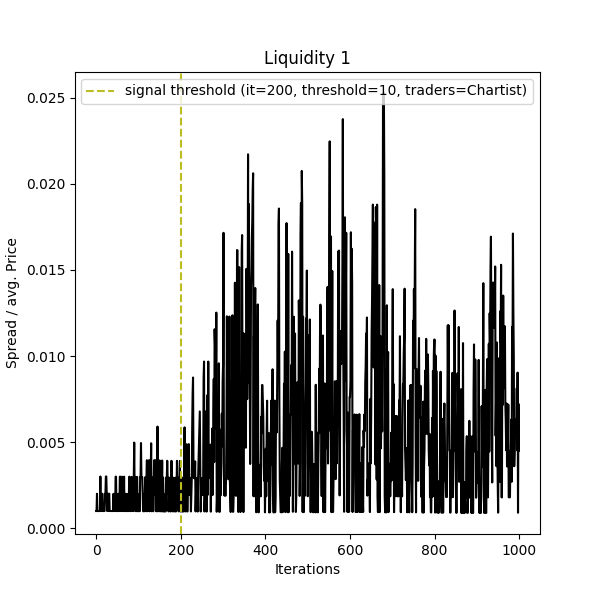 Liquidity 1
signal threshold (it=200, threshold=10, traders=Chartist)
0.025
0.020
0.015
0.010
0.005
0.000
Spread / avg. Price
0 200 400 600 800 1000
Iterations